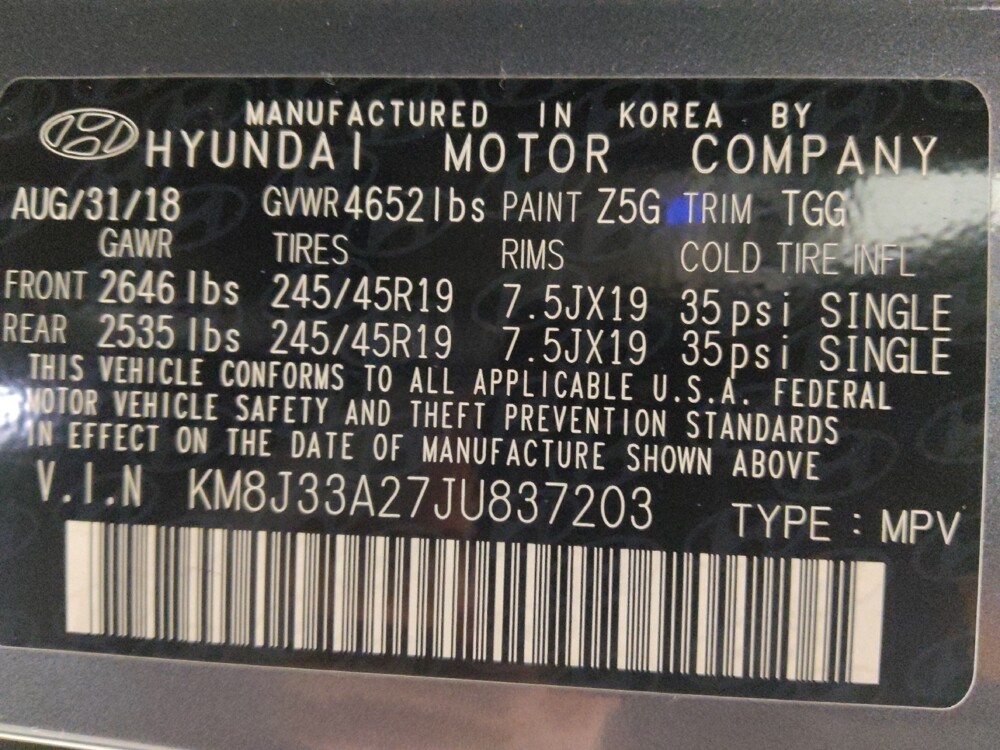 MANUFACTURED IN KOREA BY
HYUNDAI MOTOR COMPANY
AUG/31/18 GVWR 4652 lbs PAINT Z5G TRIM TGG
GAWR TIRES RIMS COLD TIRE INFL
FRONT 2646 lbs 245/45R19 7.5JX19 35psi SINGLE
REAR 2535 lbs 245/45R19 7.5JX19 35psi SINGLE
THIS VEHICLE CONFORMS TO ALL APPLICABLE U.S.A. FEDERAL
MOTOR VEHICLE SAFETY AND THEFT PREVENTION STANDARDS
IN EFFECT ON THE DATE OF MANUFACTURE SHOWN ABOVE
V.I.N KM8J33A27JU837203 TYPE : MPV